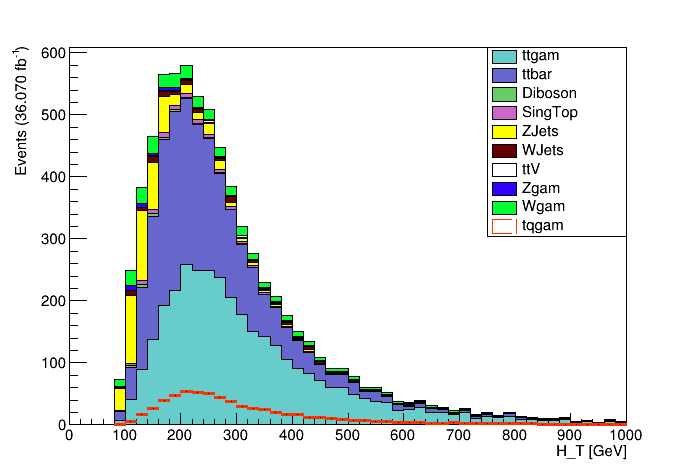 Events (36.070 fb⁻¹)
600
500
400
300
200
100
0
0 100 200 300 400 500 600 700 800 900 1000
H_T [GeV]
ttgam
ttbar
Diboson
SingTop
ZJets
WJets
ttV
Zgam
Wgam
tqgam